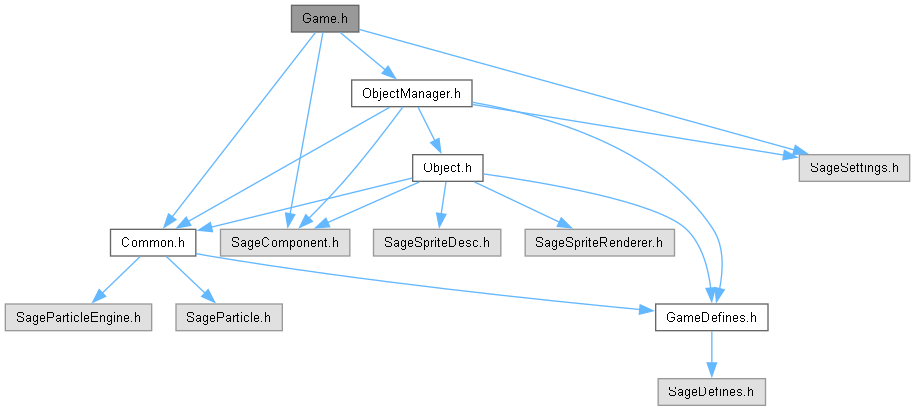 Game.h
ObjectManager.h
SageSettings.h
Object.h
Common.h
SageComponent.h
SageSpriteDesc.h
SageSpriteRenderer.h
SageParticleEngine.h
SageParticle.h
GameDefines.h
SageDefines.h